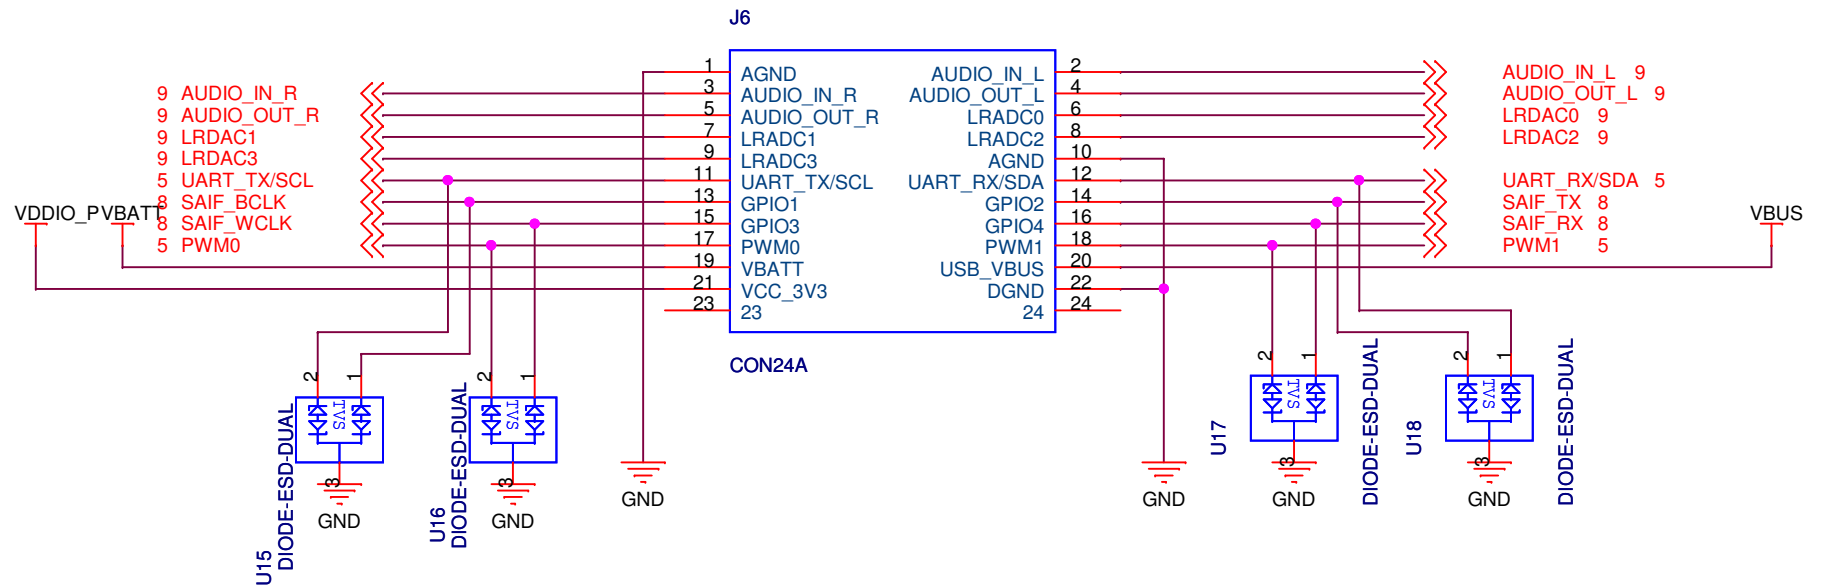 J6
1 AGND AUDIO_IN_L 2 AUDIO_IN_L 9
9 AUDIO_IN_R 3 AUDIO_IN_R AUDIO_OUT_L 4 AUDIO_OUT_L 9
9 AUDIO_OUT_R 5 AUDIO_OUT_R LRADC0 6 LRDAC0 9
9 LRDAC1 7 LRADC1 LRADC2 8 LRDAC2 9
9 LRDAC3 9 LRADC3 AGND 10
5 UART_TX/SCL 11 UART_TX/SCL UART_RX/SDA 12 UART_RX/SDA 5
8 SAIF_BCLK 13 GPIO1 GPIO2 14 SAIF_TX 8
VDDIO_P VBATT 8 SAIF_WCLK 15 GPIO3 GPIO4 16 SAIF_RX 8 VBUS
5 PWM0 17 PWM0 PWM1 18 PWM1 5
19 VBATT USB_VBUS 20
21 VCC_3V3 DGND 22
23 23 24 24
CON24A
2 1 TVS 3 GND
U15
DIODE-ESD-DUAL
2 1 TVS 3 GND
U16
DIODE-ESD-DUAL
GND
GND
2 1 TVS 3 GND
U17
DIODE-ESD-DUAL
2 1 TVS 3 GND
U18
DIODE-ESD-DUAL